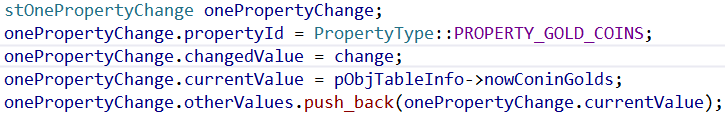 stOnePropertyChange onePropertyChange;
onePropertyChange.propertyId = PropertyType::PROPERTY_GOLD_COINS;
onePropertyChange.changedValue = change;
onePropertyChange.currentValue = pObjTableInfo->nowConinGolds;
onePropertyChange.otherValues.push_back(onePropertyChange.currentValue);